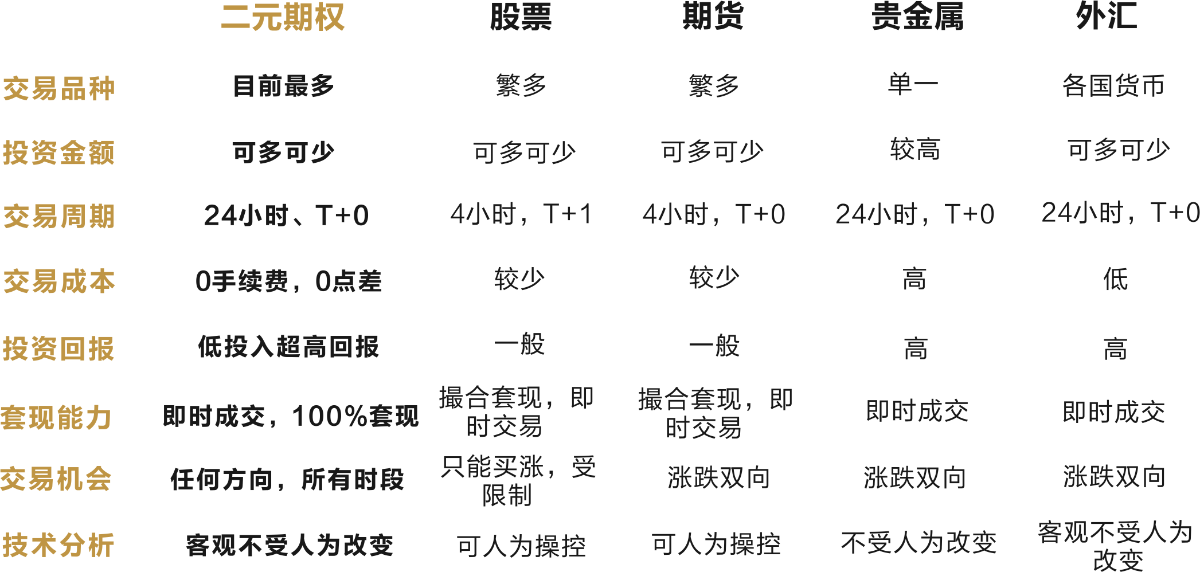 二元期权 股票 期货 贵金属 外汇
交易品种 目前最多 繁多 繁多 单一 各国货币
投资金额 可多可少 可多可少 可多可少 较高 可多可少
交易周期 24小时、T+0 4小时，T+1 4小时，T+0 24小时，T+0 24小时，T+0
交易成本 0手续费，0点差 较少 较少 高 低
投资回报 低投入超高回报 一般 一般 高 高
套现能力 即时成交，100%套现 撮合套现，即 撮合套现，即 即时成交 即时成交
时交易 时交易
交易机会 任何方向，所有时段 只能买涨，受 涨跌双向 涨跌双向 涨跌双向
限制
技术分析 客观不受人为改变 可人为操控 可人为操控 不受人为改变 客观不受人为
改变